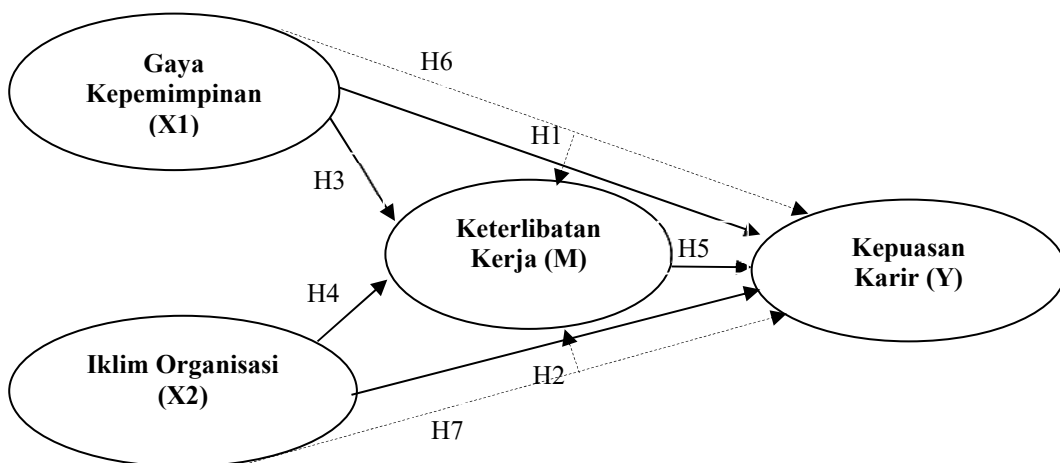 Gaya
Kepemimpinan
(X1)
H6
H1
H3
Keterlibatan
Kerja (M)
H5
Kepuasan
Karir (Y)
H4
Iklim Organisasi
(X2)
H2
H7